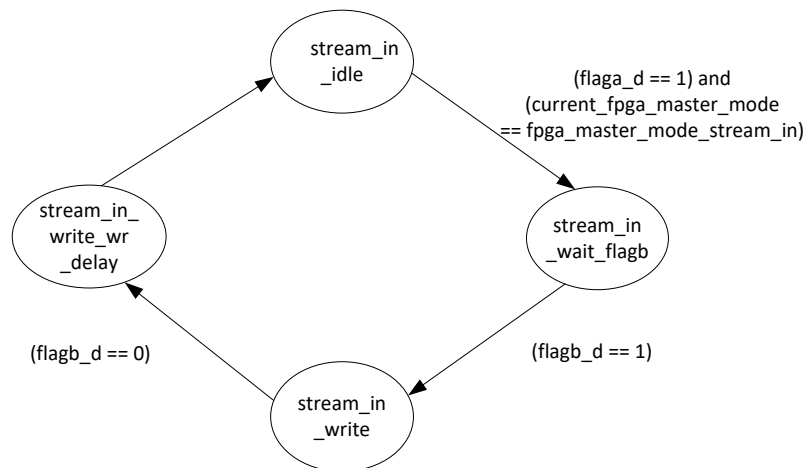 stream_in
_idle
(flaga_d == 1) and
(current_fpga_master_mode
== fpga_master_mode_stream_in)
stream_in_
write_wr
_delay
stream_in
_wait_flagb
(flagb_d == 0)
(flagb_d == 1)
stream_in
_write